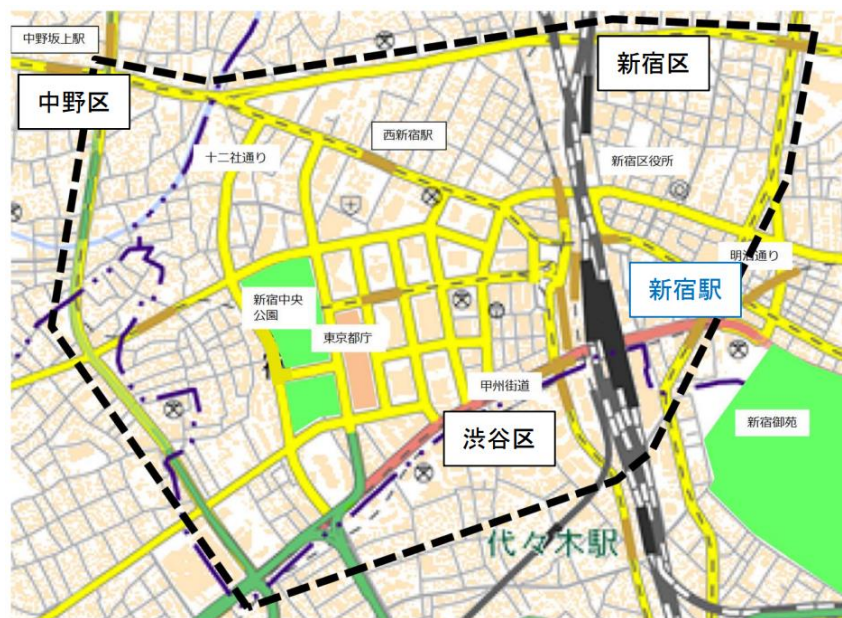 中野坂上駅
新宿区
中野区
西新宿駅
十二社通り
新宿区役所
明治通り
新宿駅
新宿中央
公園
東京都庁
甲州街道
新宿御苑
渋谷区
代々木駅